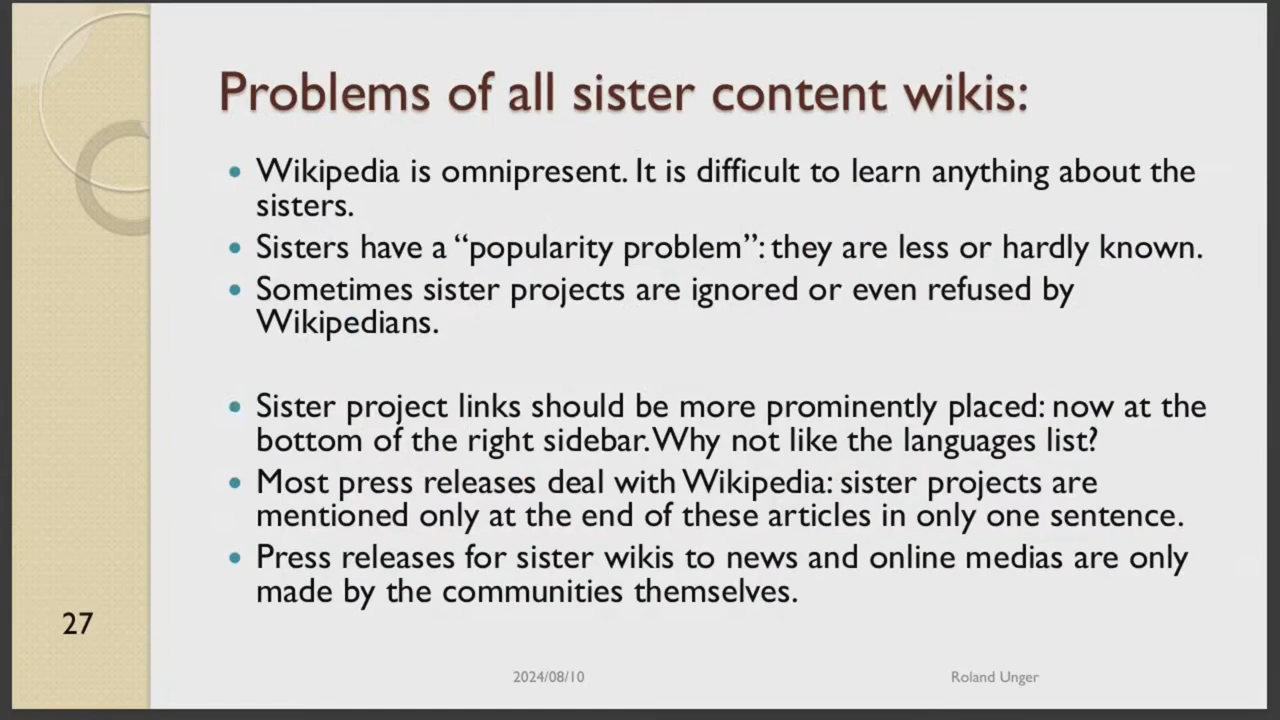 Problems of all sister content wikis:
• Wikipedia is omnipresent. It is difficult to learn anything about the
sisters.
• Sisters have a “popularity problem”: they are less or hardly known.
• Sometimes sister projects are ignored or even refused by
Wikipedians.
• Sister project links should be more prominently placed: now at the
bottom of the right sidebar. Why not like the languages list?
• Most press releases deal with Wikipedia: sister projects are
mentioned only at the end of these articles in only one sentence.
• Press releases for sister wikis to news and online medias are only
made by the communities themselves.
27
2024/08/10
Roland Unger